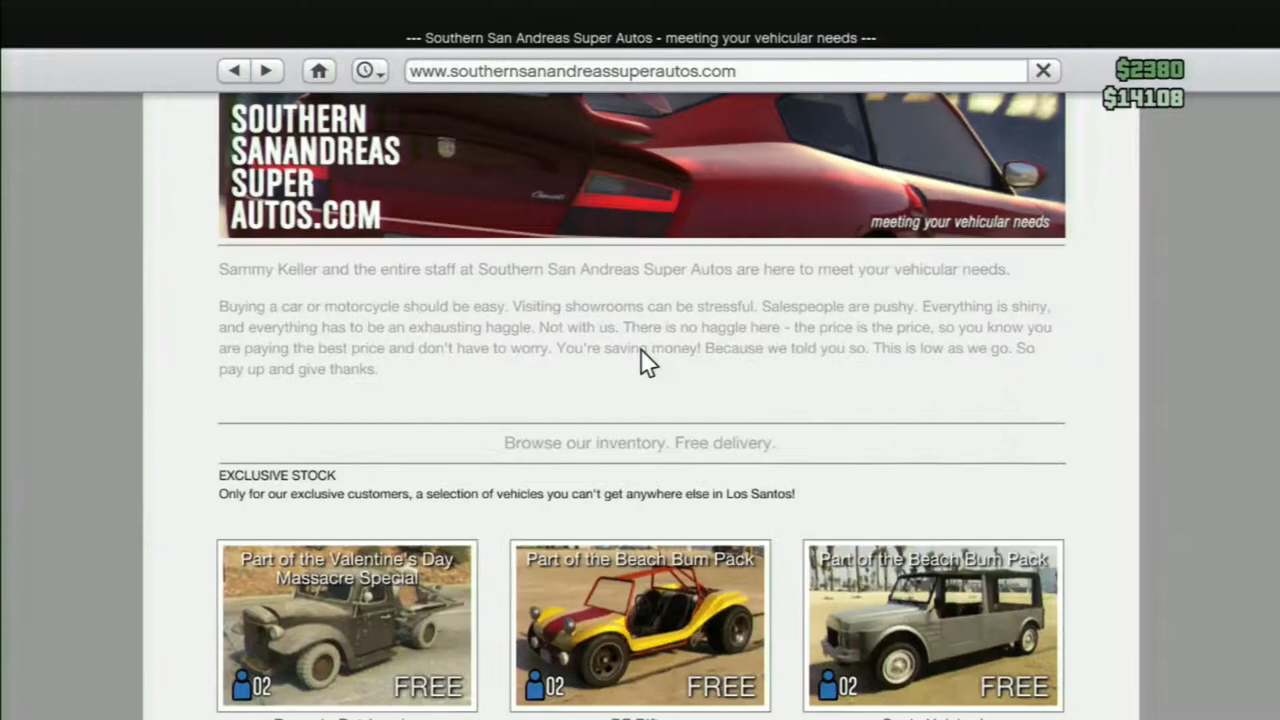 --- Southern San Andreas Super Autos - meeting your vehicular needs ---
www.southernsanandreassuperautos.com
$2380
$14108
SOUTHERN
SANANDREAS
SUPER
AUTOS.COM
meeting your vehicular needs
Sammy Keller and the entire staff at Southern San Andreas Super Autos are here to meet your vehicular needs.
Buying a car or motorcycle should be easy. Visiting showrooms can be stressful. Salespeople are pushy. Everything is shiny,
and everything has to be an exhausting haggle. Not with us. There is no haggle here - the price is the price, so you know you
are paying the best price and don't have to worry. You're saving money! Because we told you so. This is low as we go. So
pay up and give thanks.
Browse our inventory. Free delivery.
EXCLUSIVE STOCK
Only for our exclusive customers, a selection of vehicles you can't get anywhere else in Los Santos!
Part of the Valentine's Day
Massacre Special
02 FREE
Part of the Beach Bum Pack
02 FREE
Part of the Beach Bum Pack
02 FREE